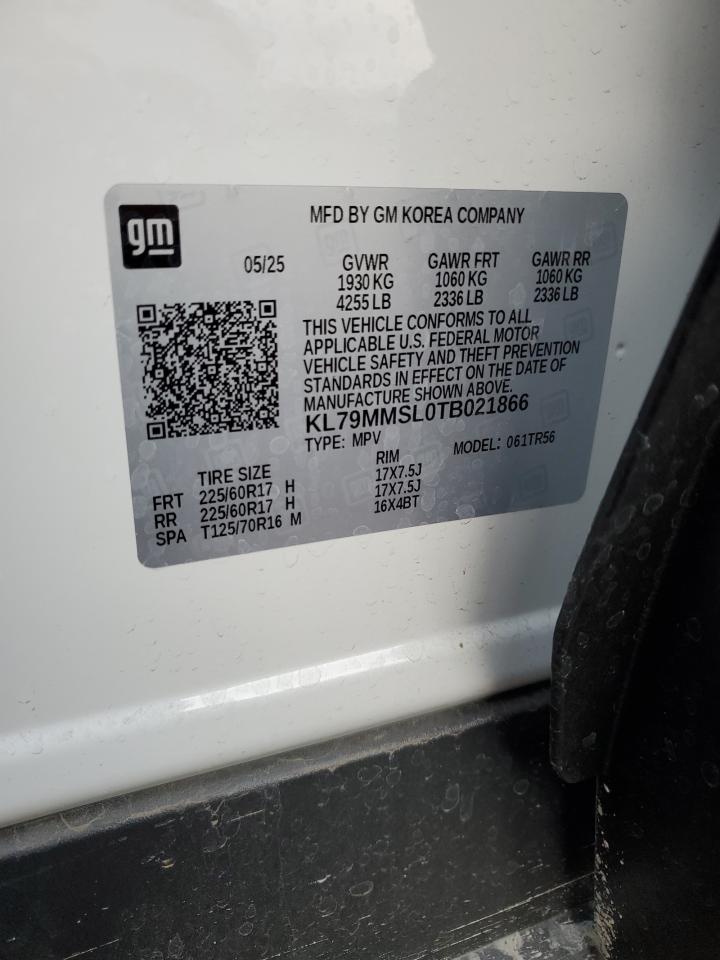 gm
MFD BY GM KOREA COMPANY
05/25 GVWR GAWR FRT GAWR RR
1930 KG 1060 KG 1060 KG
4255 LB 2336 LB 2336 LB
THIS VEHICLE CONFORMS TO ALL
APPLICABLE U.S. FEDERAL MOTOR
VEHICLE SAFETY AND THEFT PREVENTION
STANDARDS IN EFFECT ON THE DATE OF
MANUFACTURE SHOWN ABOVE.
KL79MMSL0TB021866
TYPE: MPV MODEL: 061TR56
TIRE SIZE RIM
FRT 225/60R17 H 17X7.5J
RR 225/60R17 H 17X7.5J
SPA T125/70R16 M 16X4BT